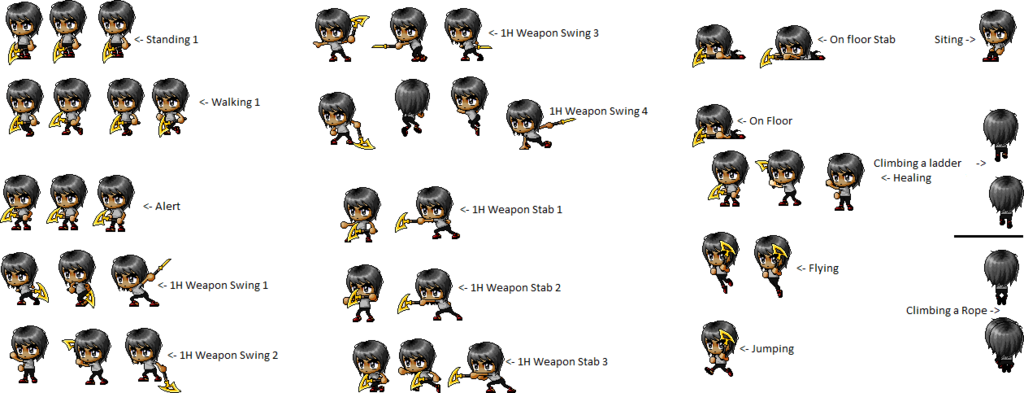 <- Standing 1
<- Walking 1
<- Alert
<- 1H Weapon Swing 1
<- 1H Weapon Swing 2
<- 1H Weapon Swing 3
1H Weapon Swing 4
<- 1H Weapon Stab 1
<- 1H Weapon Stab 2
<- 1H Weapon Stab 3
<- On floor Stab
Siting ->
<- On Floor
Climbing a ladder ->
<- Healing
<- Flying
Climbing a Rope ->
<- Jumping